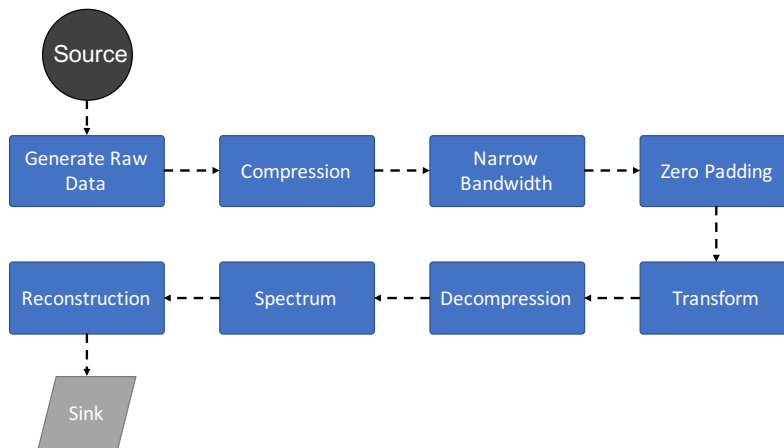 Source
Generate Raw
Data
Compression
Narrow
Bandwidth
Zero Padding
Reconstruction
Spectrum
Decompression
Transform
Sink